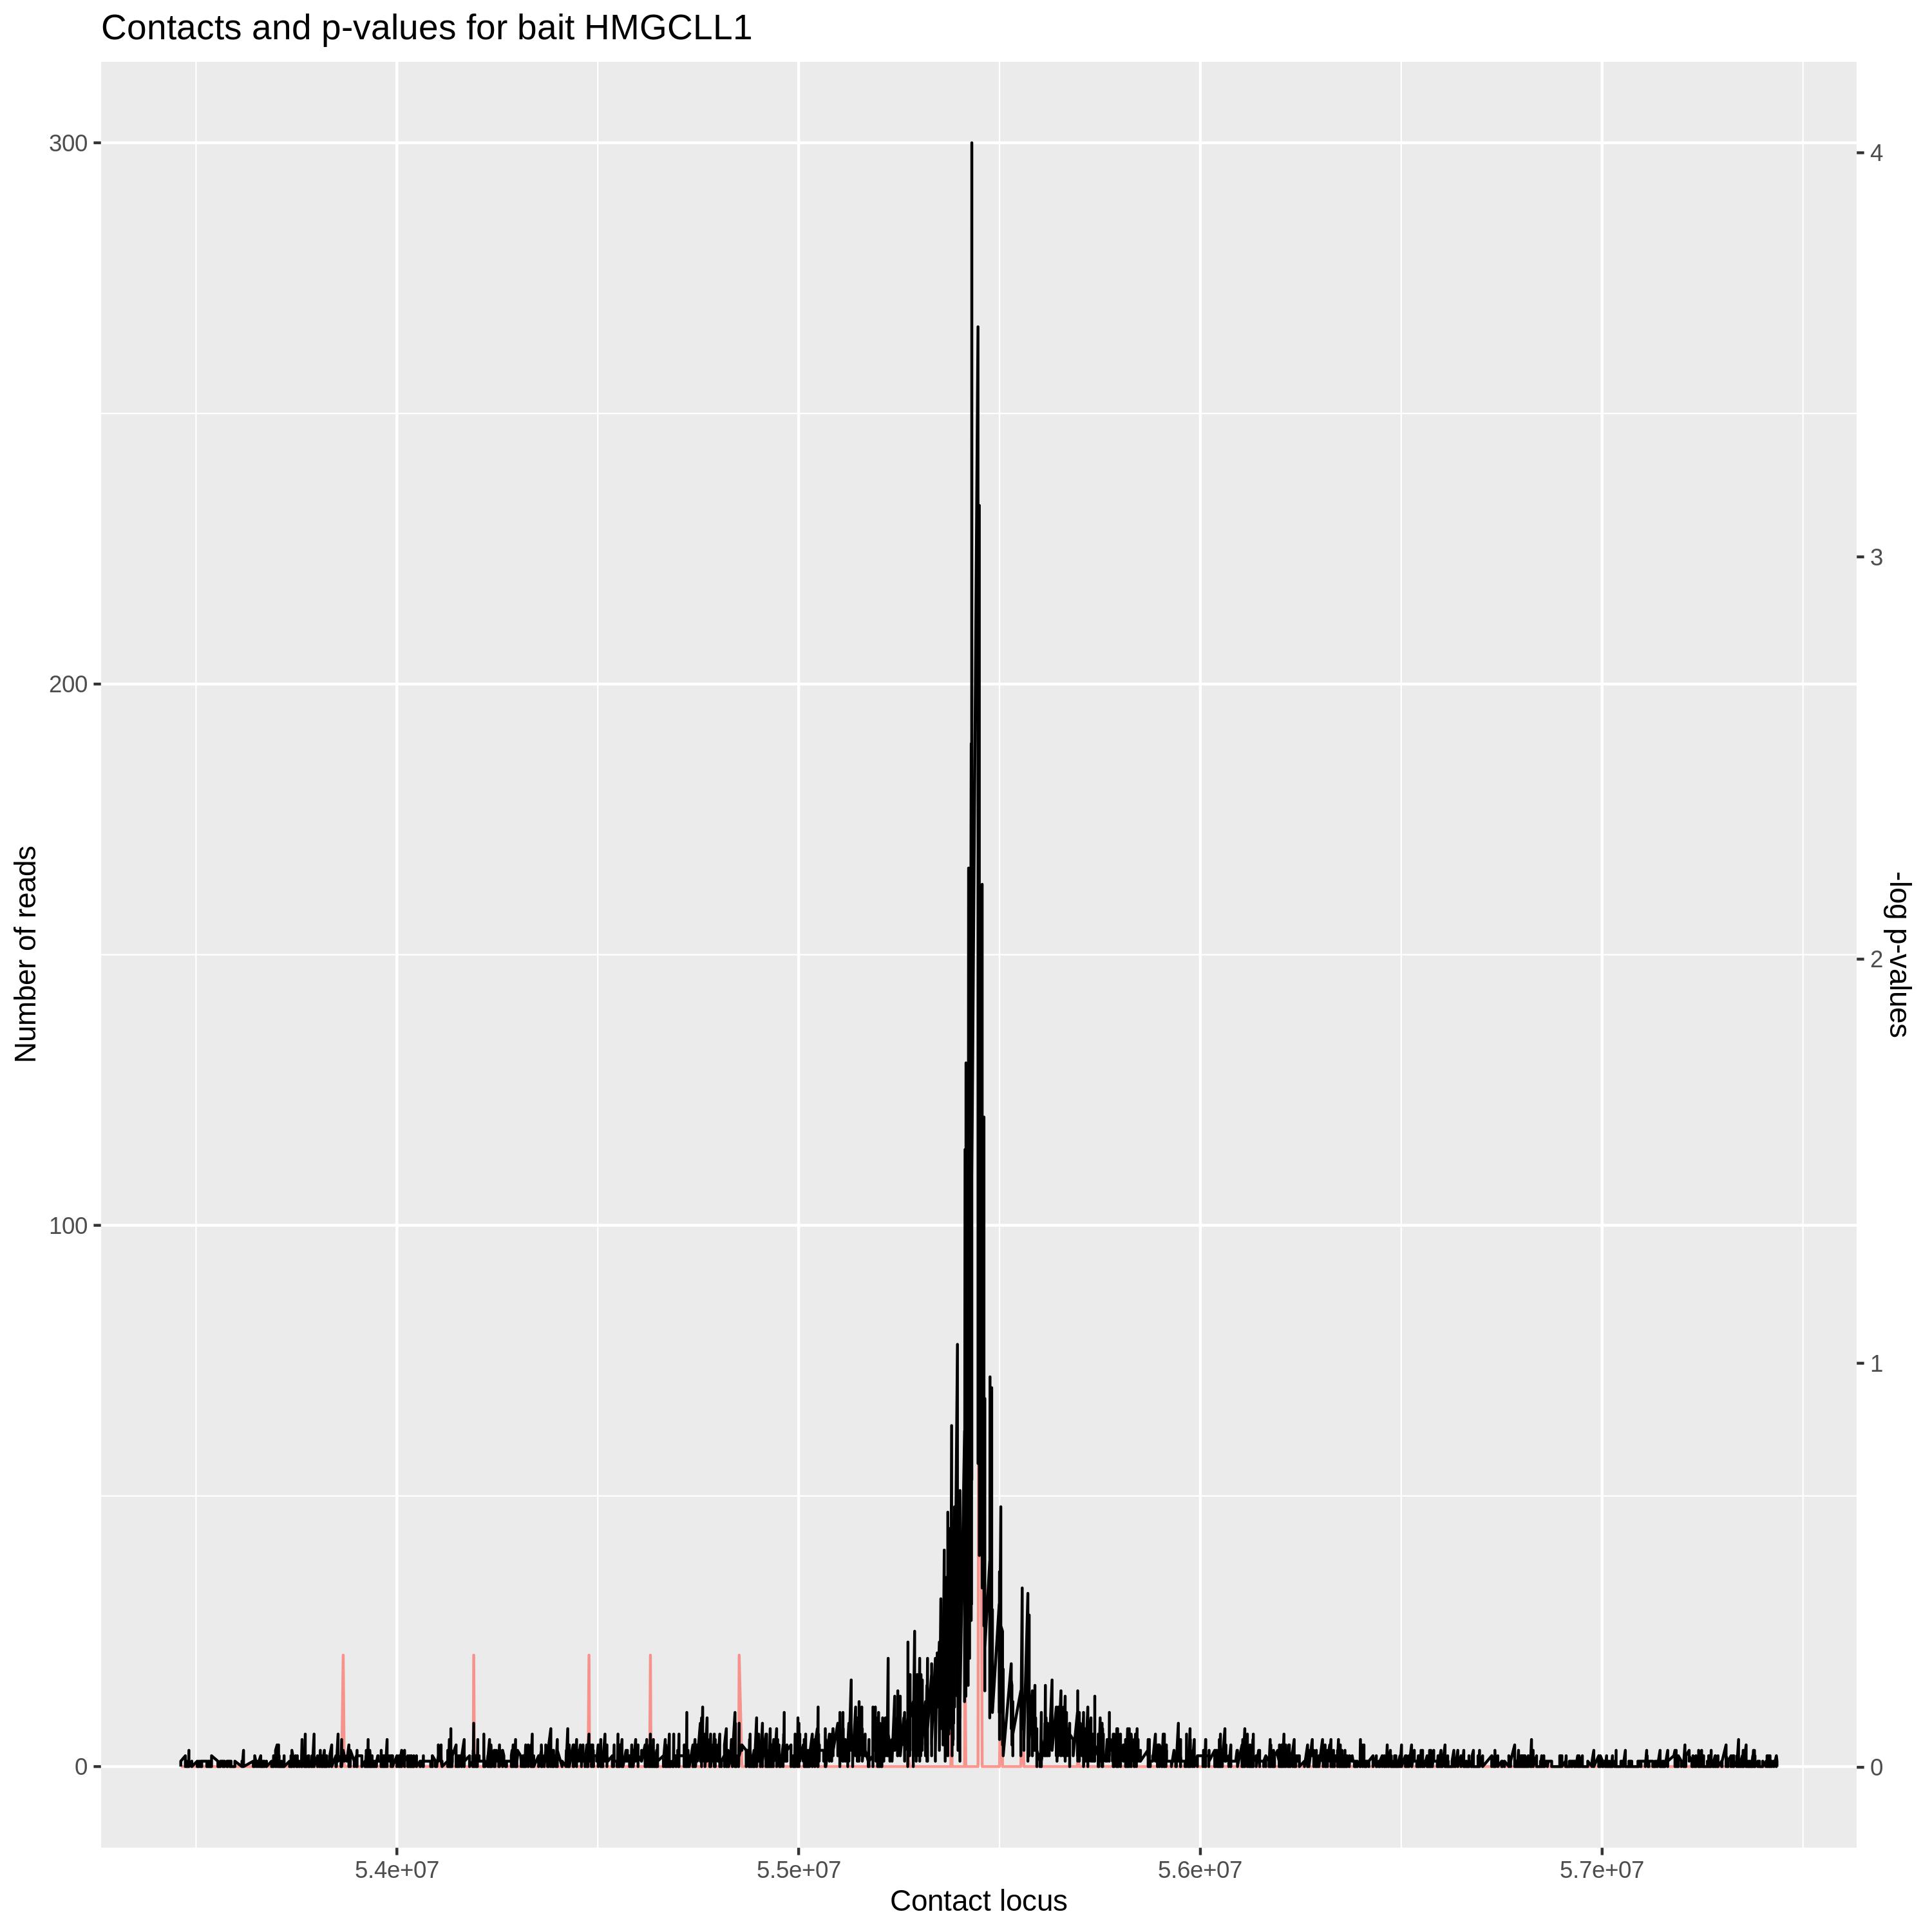 Contacts and p-values for bait HMGCLL1
300
200
100
0
Number of reads
4
3
2
1
0
-log p-values
5.4e+07
5.5e+07
5.6e+07
5.7e+07
Contact locus